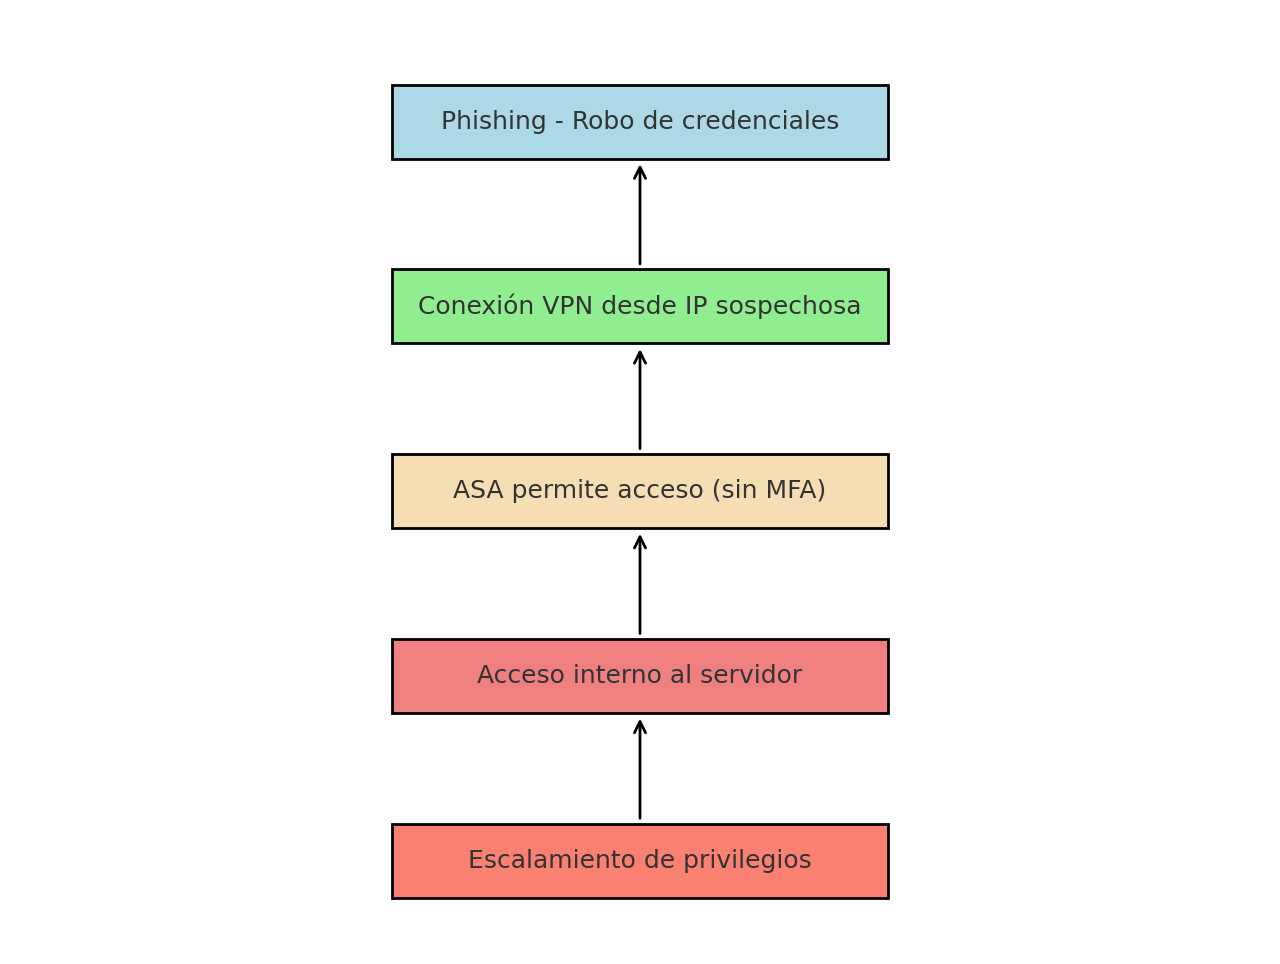 Phishing - Robo de credenciales
Conexión VPN desde IP sospechosa
ASA permite acceso (sin MFA)
Acceso interno al servidor
Escalamiento de privilegios